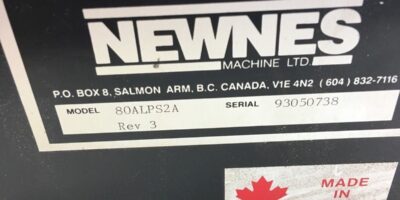 NEWNES
MACHINE LTD.
P.O. BOX 8, SALMON ARM, B.C. CANADA, V1E 4N2 (604) 832-7116
MODEL 80ALPS2A SERIAL 93050738
Rev 3
MADE
IN